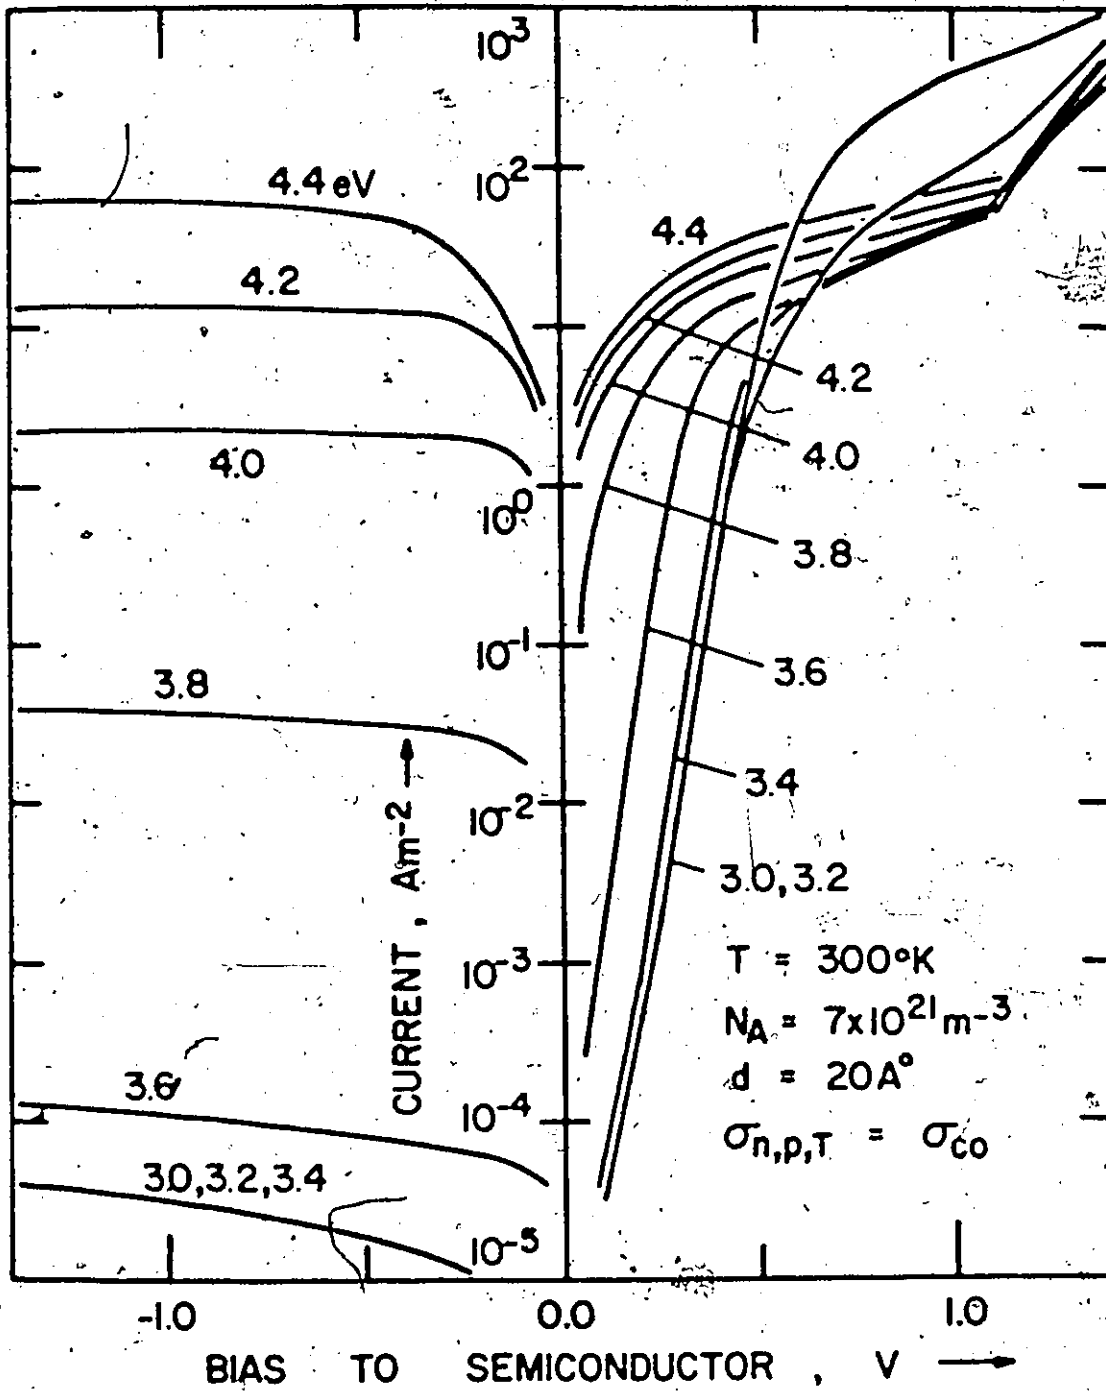 10³
4.4 eV
10²
4.4
4.2
4.2
4.0
4.0
10⁰
3.8
10⁻¹
3.6
3.8
3.4
10⁻²
CURRENT , Am⁻²
3.0,3.2
T = 300°K
10⁻³
N_A = 7x10²¹m⁻³
d = 20A°
3.6
10⁻⁴
σ_n,p,T = σ_co
3.0,3.2,3.4
10⁻⁵
-1.0 0.0 1.0
BIAS TO SEMICONDUCTOR , V